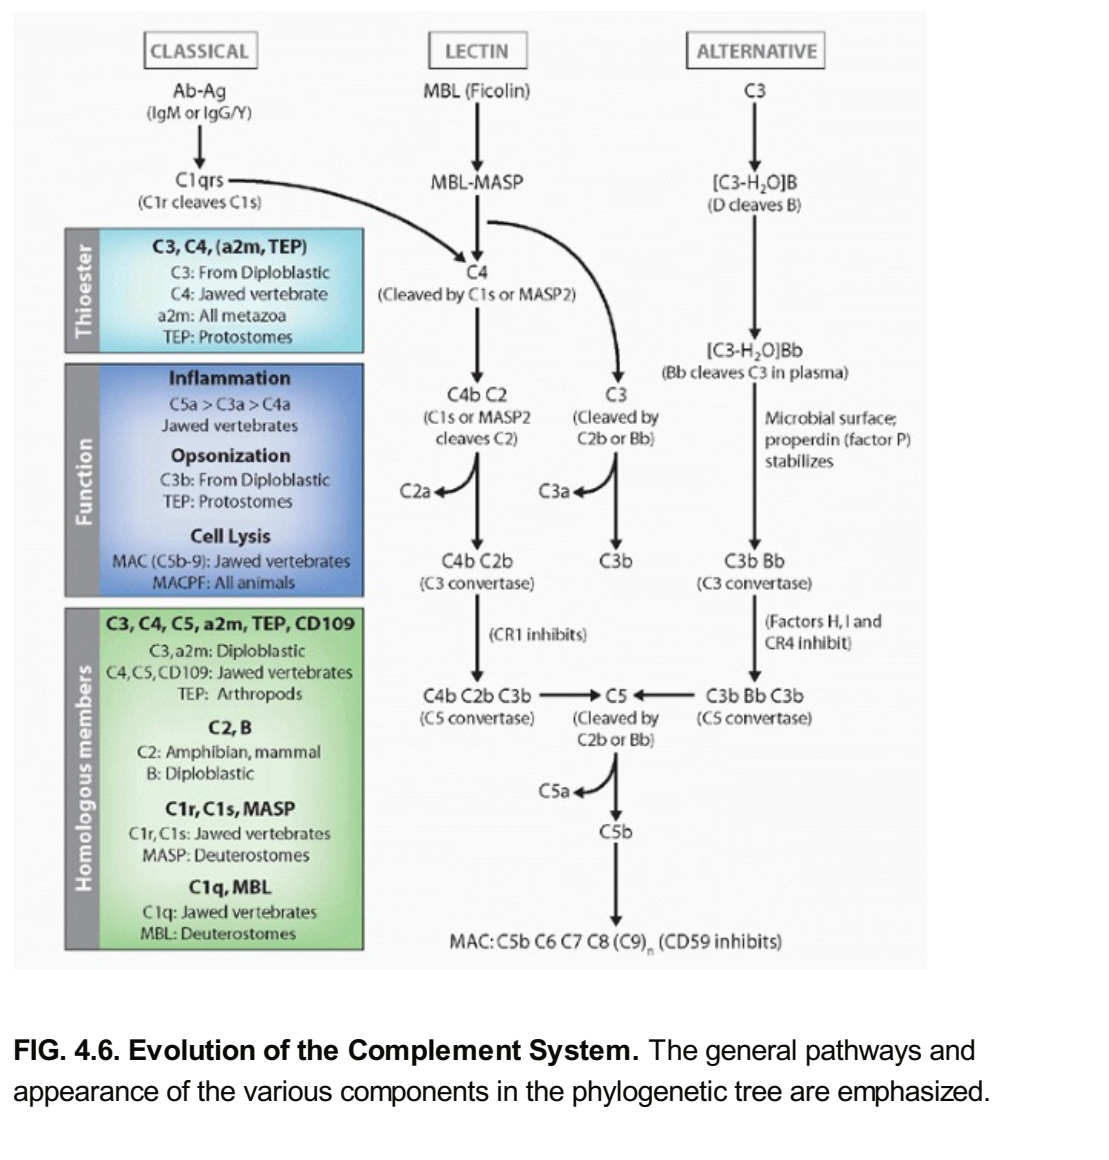 CLASSICAL
LECTIN
ALTERNATIVE
Ab-Ag
(IgM or IgG/Y)
MBL (Ficolin)
C3
C1qrs
(C1r cleaves C1s)
MBL-MASP
[C3-H₂O]B
(D cleaves B)
C4
(Cleaved by C1s or MASP2)
[C3-H₂O]Bb
(Bb cleaves C3 in plasma)
C4b C2
(C1s or MASP2
cleaves C2)
C3
(Cleaved by
C2b or Bb)
Microbial surface;
properdin (factor P)
stabilizes
C2a
C3a
C4b C2b
(C3 convertase)
C3b
C3b Bb
(C3 convertase)
(CR1 inhibits)
(Factors H, I and
CR4 inhibit)
C4b C2b C3b
(C5 convertase)
C5
(Cleaved by
C2b or Bb)
C3b Bb C3b
(C5 convertase)
C5a
C5b
MAC: C5b C6 C7 C8 (C9)ₙ (CD59 inhibits)
Thioester
C3, C4, (a2m, TEP)
C3: From Diploblastic
C4: Jawed vertebrate
a2m: All metazoa
TEP: Protostomes
Function
Inflammation
C5a > C3a > C4a
Jawed vertebrates
Opsonization
C3b: From Diploblastic
TEP: Protostomes
Cell Lysis
MAC (C5b-9): Jawed vertebrates
MACPF: All animals
Homologous members
C3, C4, C5, a2m, TEP, CD109
C3, a2m: Diploblastic
C4, C5, CD109: Jawed vertebrates
TEP: Arthropods
C2, B
C2: Amphibian, mammal
B: Diploblastic
C1r, C1s, MASP
C1r, C1s: Jawed vertebrates
MASP: Deuterostomes
C1q, MBL
C1q: Jawed vertebrates
MBL: Deuterostomes
FIG. 4.6. Evolution of the Complement System. The general pathways and
appearance of the various components in the phylogenetic tree are emphasized.